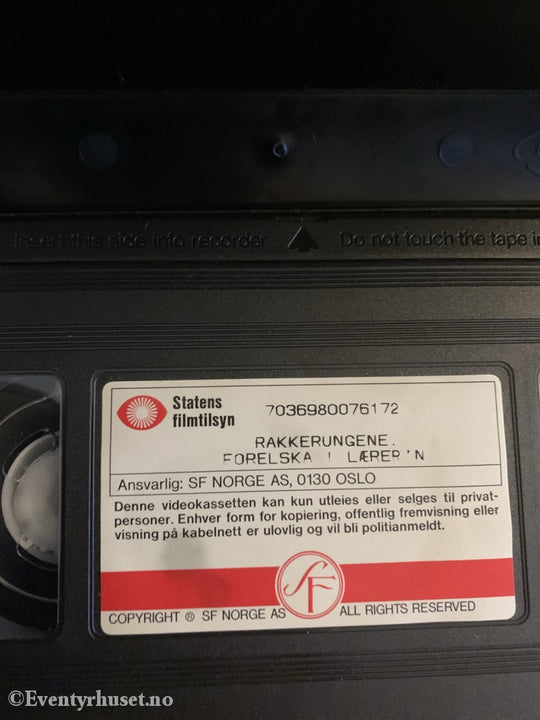 Insert this side into recorder Do not touch the tape in
Statens
filmtilsyn
7036980076172
RAKKERUNGENE.
FORELSKA I LÆRER'N
Ansvarlig: SF NORGE AS, 0130 OSLO
Denne videokassetten kan kun utleies eller selges til privat-
personer. Enhver form for kopiering, offentlig fremvisning eller
visning på kabelnett er ulovlig og vil bli politianmeldt.
SF
COPYRIGHT ® SF NORGE AS ALL RIGHTS RESERVED
©Eventyrhuset.no